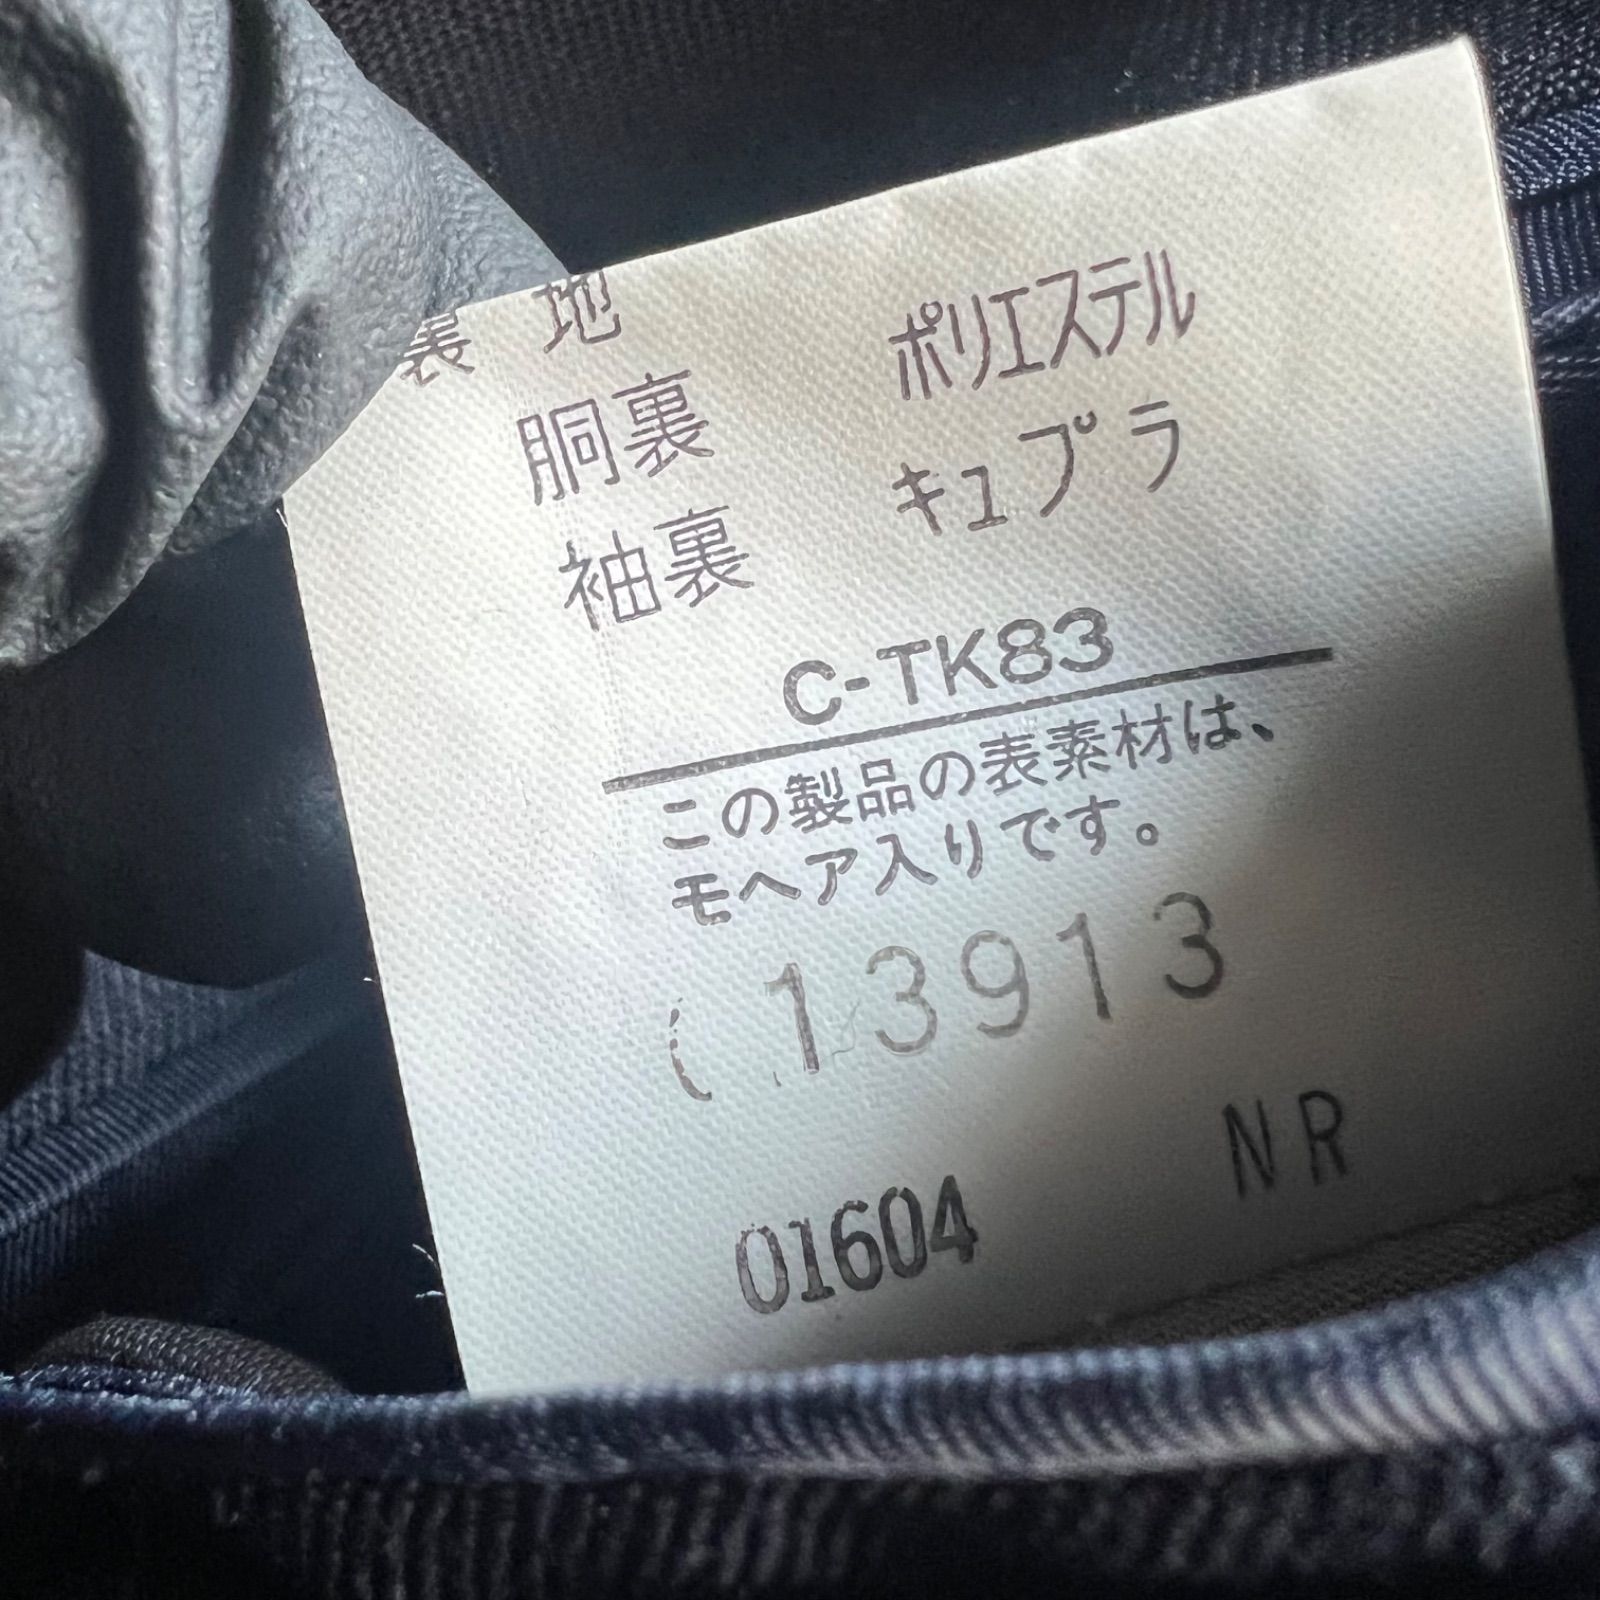 裏地
胴裏 ポリエステル
袖裏 キュプラ
C-TK83
この製品の表素材は、
モヘア入りです。
(13913
NR
01604